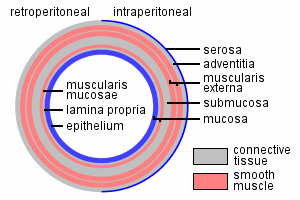 retroperitoneal intraperitoneal
serosa
adventitia
muscularis
externa
submucosa
mucosa
muscularis
mucosae
lamina propria
epithelium
connective
tissue
smooth
muscle